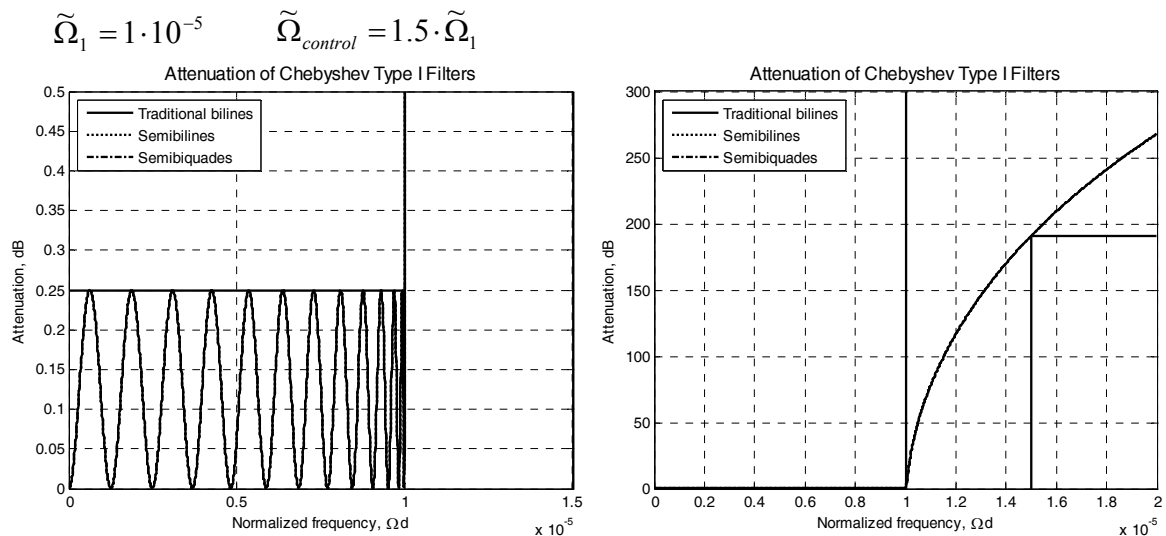 Ω̃₁ = 1·10⁻⁵ Ω̃control = 1.5·Ω̃₁
Attenuation of Chebyshev Type I Filters
0.5
0.45
0.4
0.35
0.3
0.25
0.2
0.15
0.1
0.05
0
Attenuation, dB
Traditional bilines
Semibilines
Semibiquades
0 0.5 1 1.5
Normalized frequency, Ωd
x 10⁻⁵
Attenuation of Chebyshev Type I Filters
300
250
200
150
100
50
0
Attenuation, dB
Traditional bilines
Semibilines
Semibiquades
0 0.2 0.4 0.6 0.8 1 1.2 1.4 1.6 1.8 2
Normalized frequency, Ωd
x 10⁻⁵